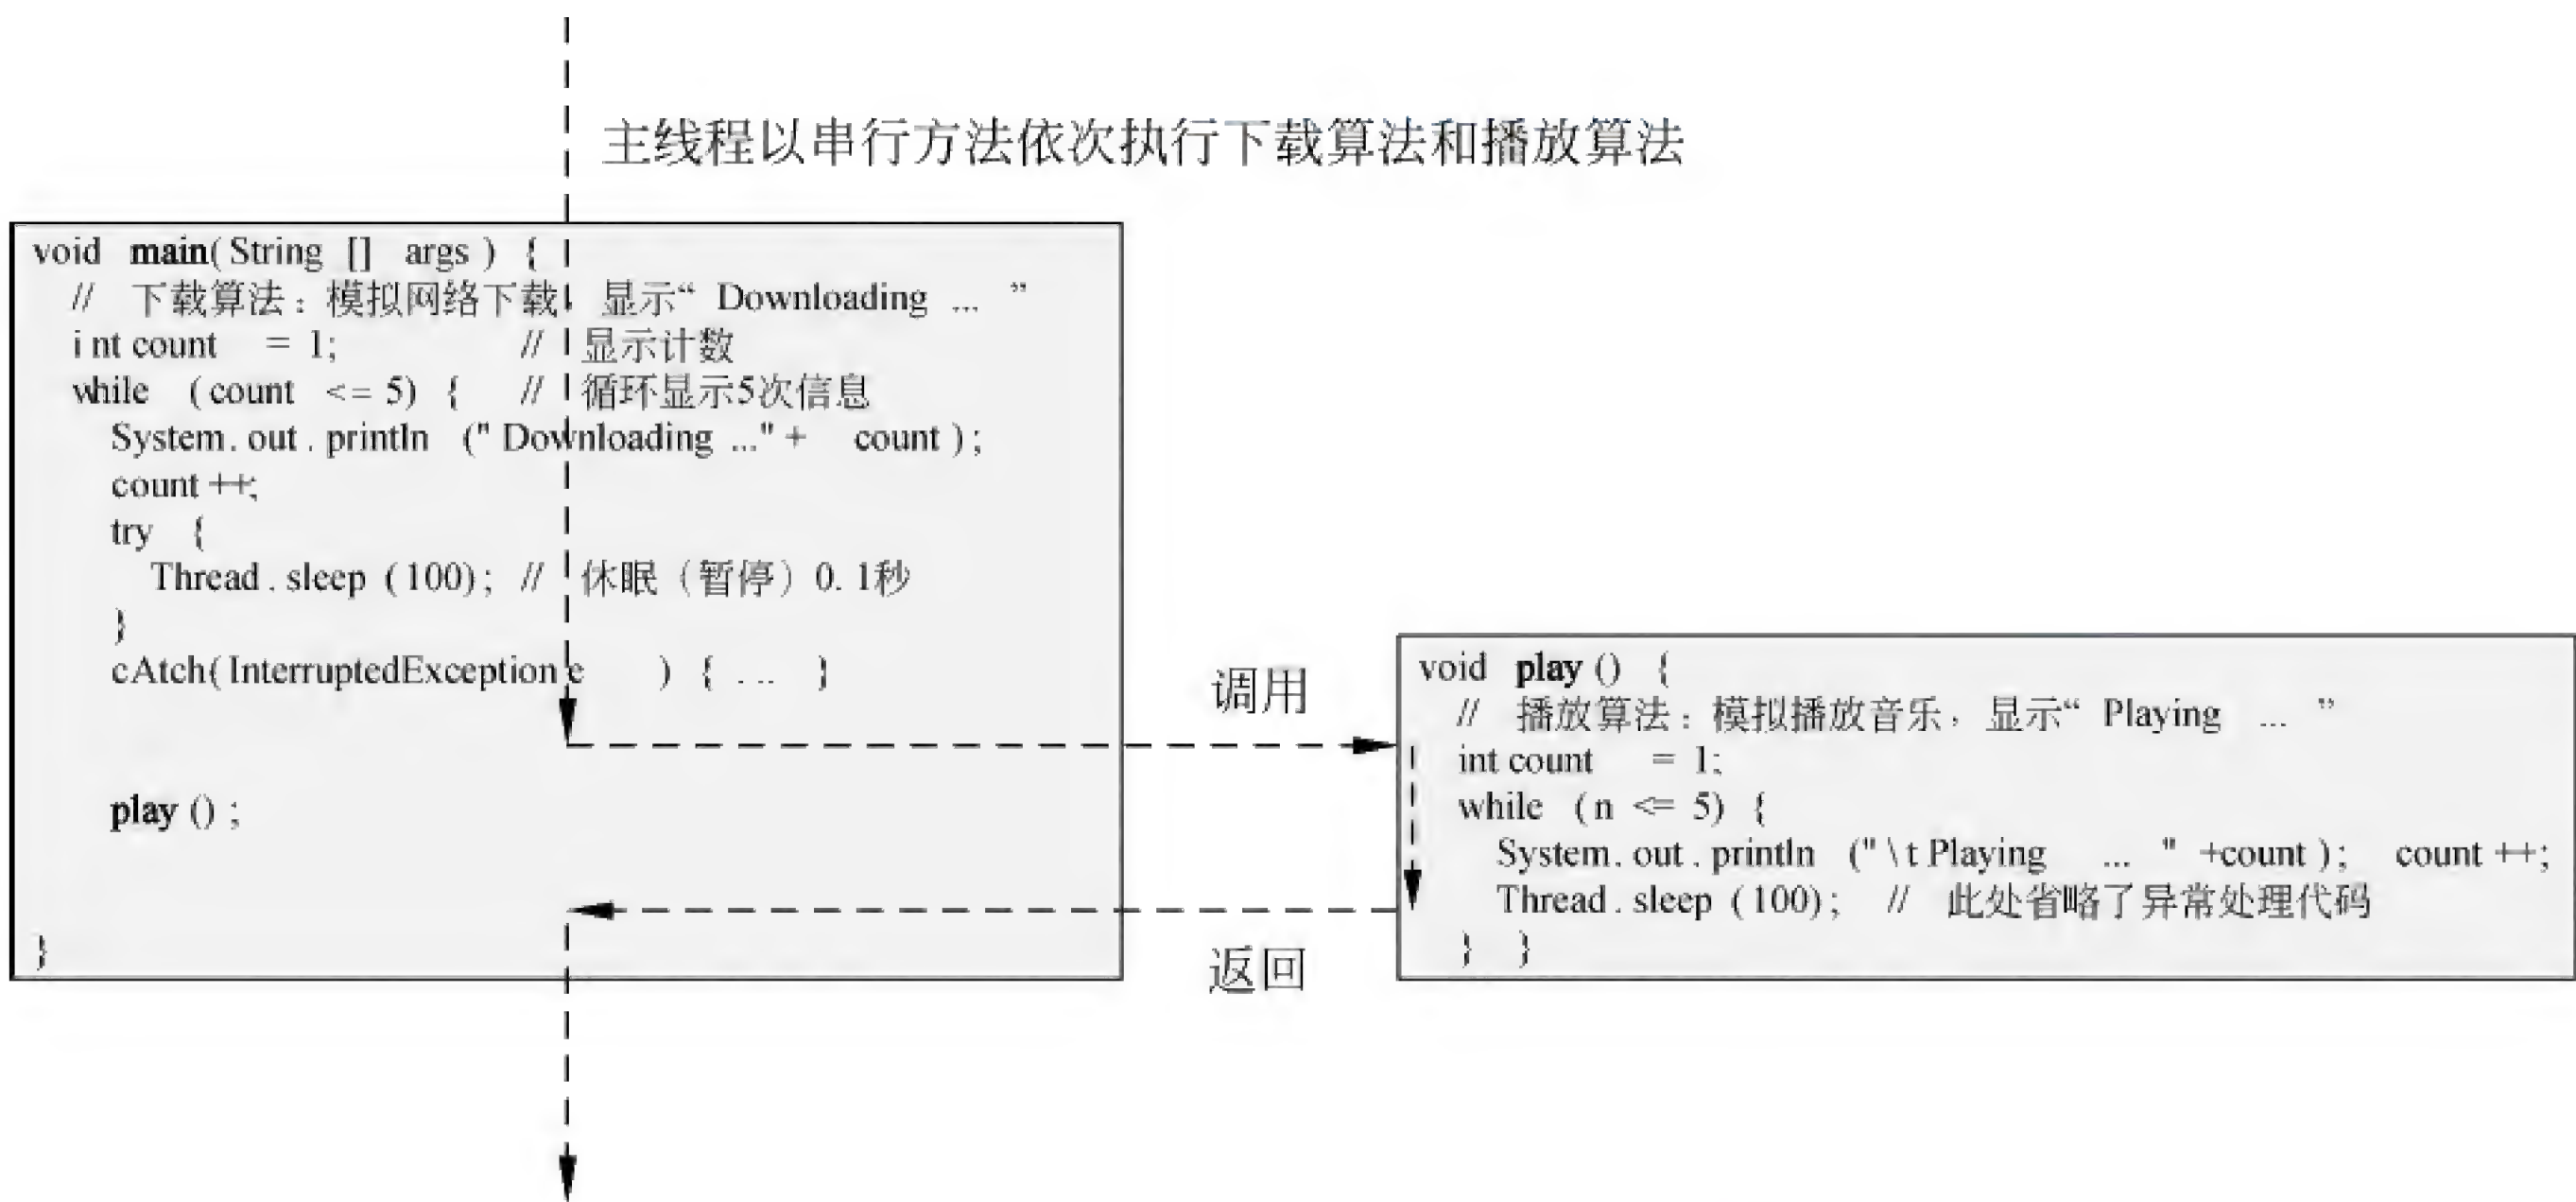 主线程以串行方法依次执行下载算法和播放算法
void main(String [] args) {
// 下载算法：模拟网络下载，显示“Downloading ...”
int count = 1; // 显示计数
while (count <= 5) { // 循环显示5次信息
System.out.println ("Downloading ..."+ count);
count++;
try {
Thread.sleep (100); // 休眠（暂停）0.1秒
}
cAtch(InterruptedException e ) { ... }
play();
}
调用
返回
void play() {
// 播放算法：模拟播放音乐，显示“Playing ...”
int count = 1;
while (n <= 5) {
System.out.println ("\tPlaying ... "+count); count++;
Thread.sleep (100); // 此处省略了异常处理代码
} }